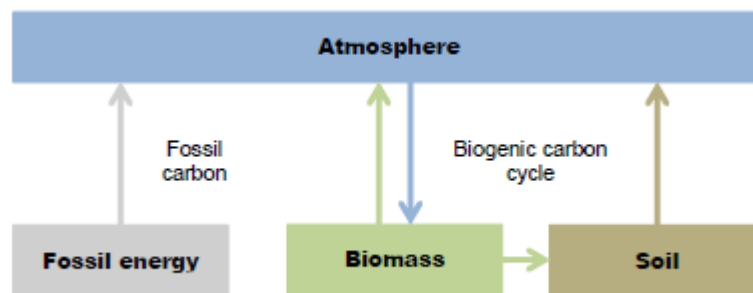 Atmosphere
Fossil
carbon
Biogenic carbon
cycle
Fossil energy
Biomass
Soil